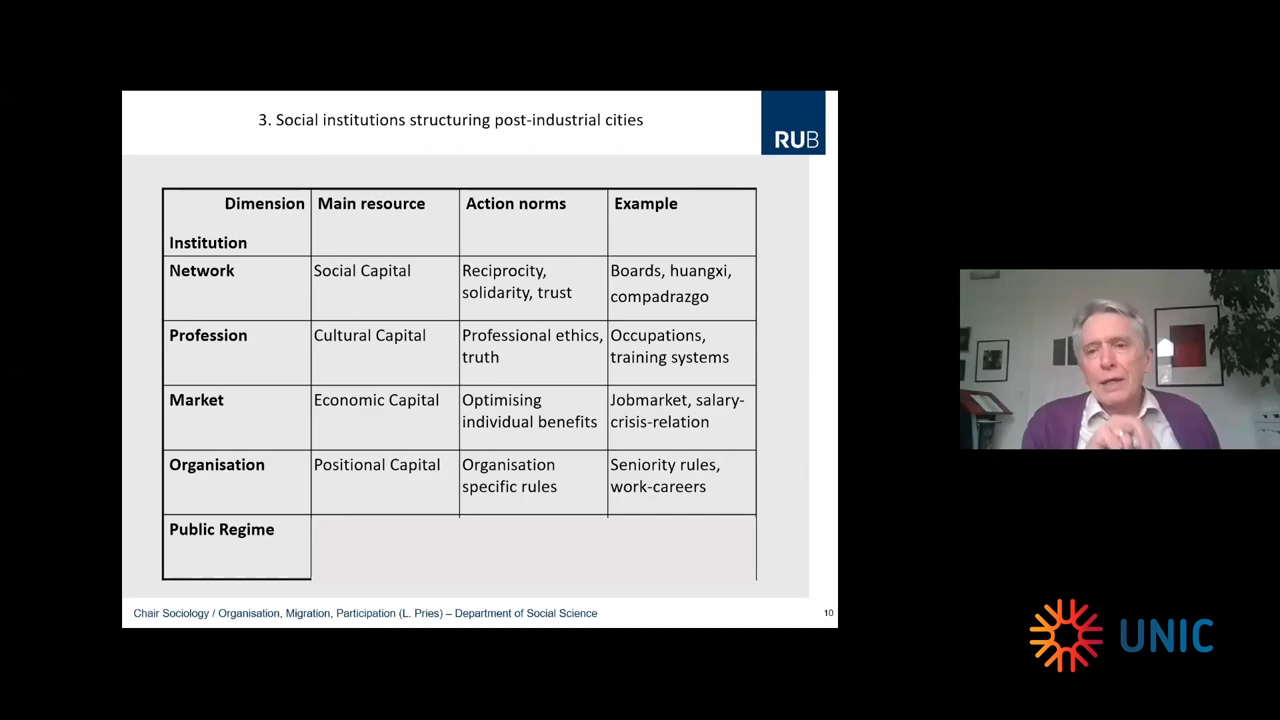 3. Social institutions structuring post-industrial cities
RUB
Dimension
Institution
Main resource
Action norms
Example
Network
Social Capital
Reciprocity,
solidarity, trust
Boards, huangxi,
compadrazgo
Profession
Cultural Capital
Professional ethics,
truth
Occupations,
training systems
Market
Economic Capital
Optimising
individual benefits
Jobmarket, salary-
crisis-relation
Organisation
Positional Capital
Organisation
specific rules
Seniority rules,
work-careers
Public Regime
Chair Sociology / Organisation, Migration, Participation (L. Pries) – Department of Social Science
10
UNIC